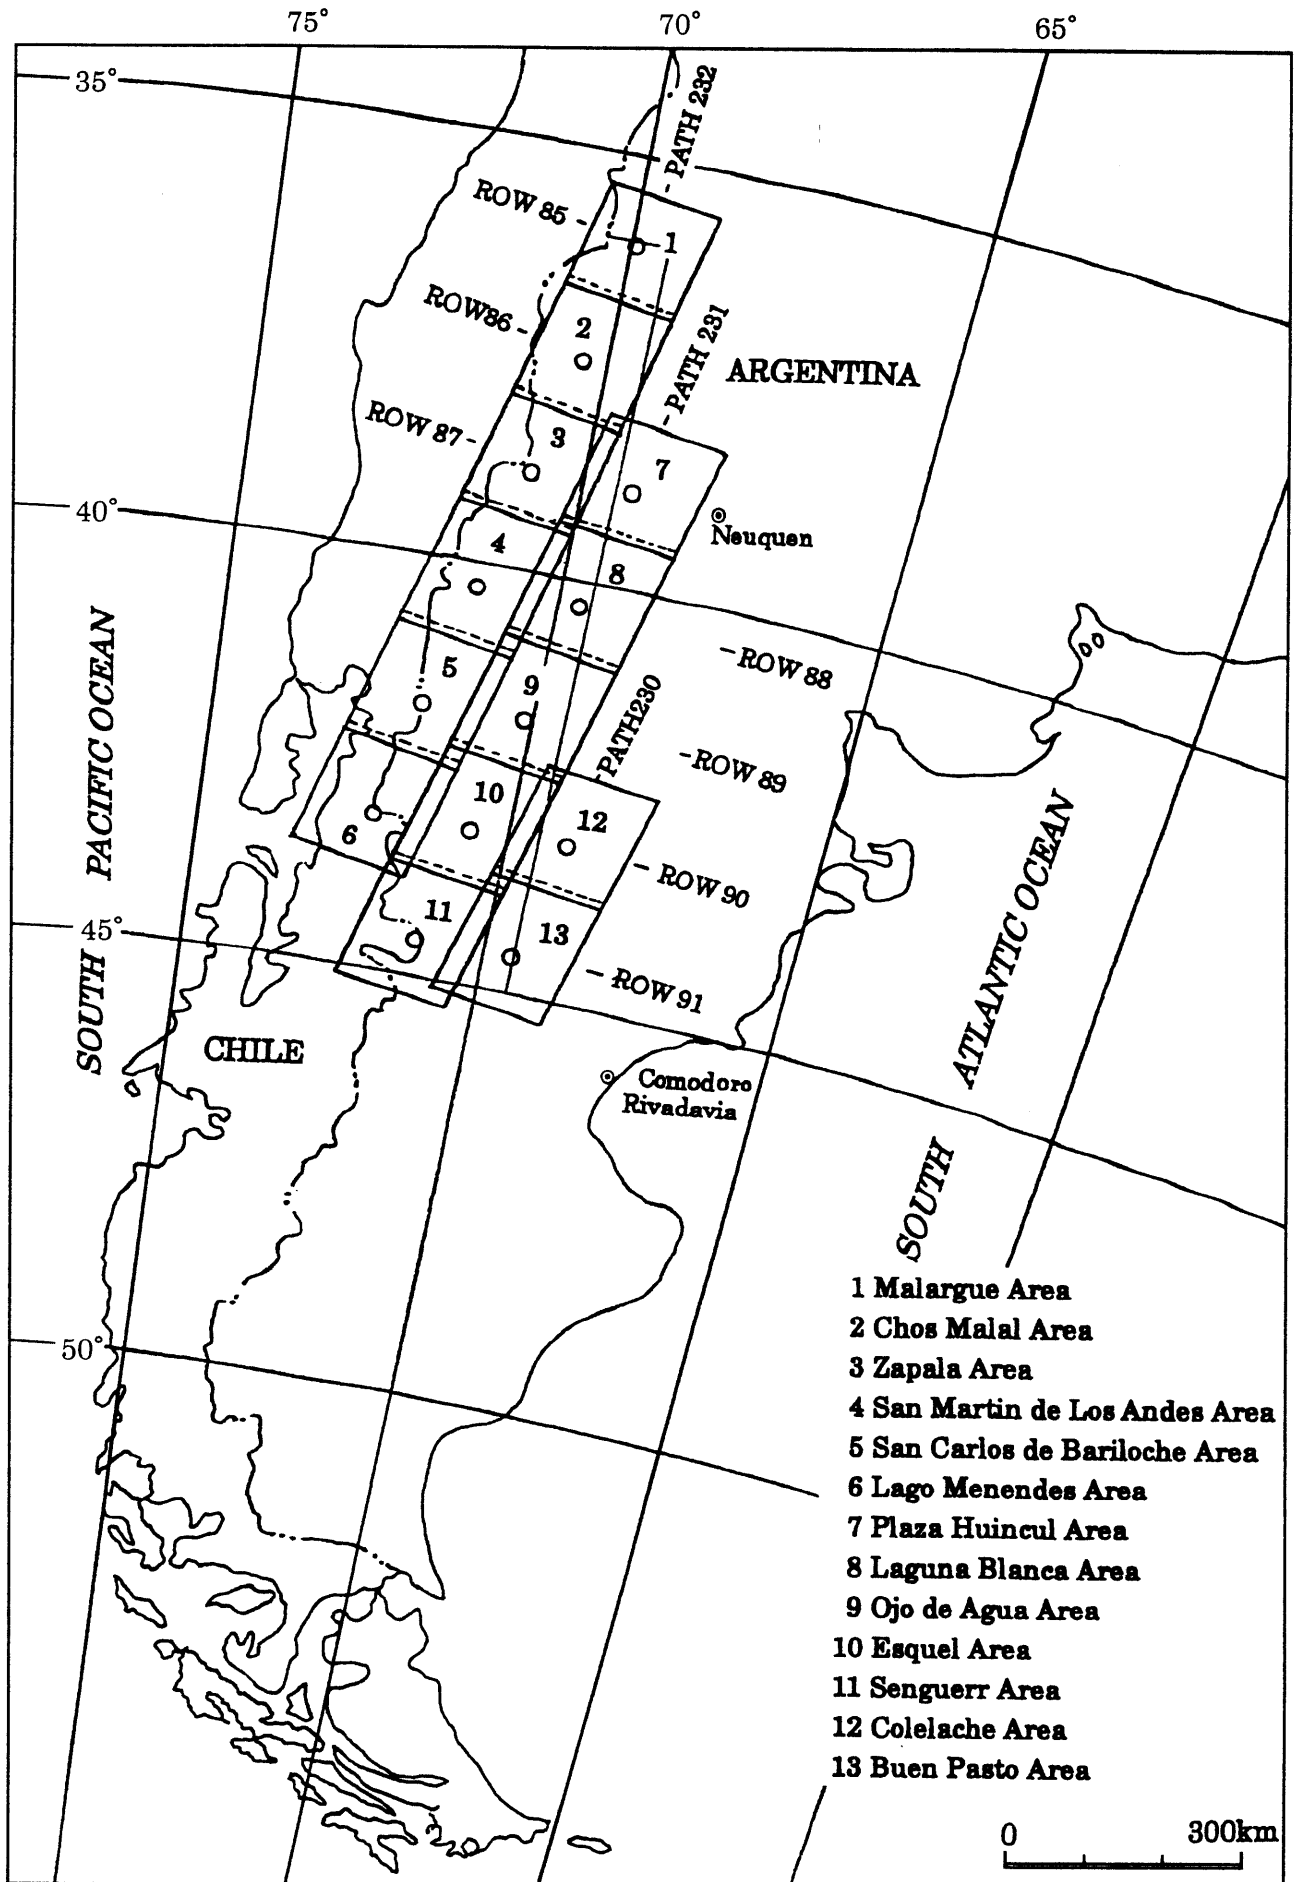 75°
70°
65°
35°
PATH 232
ROW 85
1
ROW86
2
PATH 231
ARGENTINA
ROW 87
3
7
40°
Neuquen
4
8
ROW 88
5
9
PATH230
ROW 89
10
12
6
ROW 90
11
13
45°
ROW 91
SOUTH PACIFIC OCEAN
SOUTH ATLANTIC OCEAN
CHILE
Comodoro
Rivadavia
50°
1 Malargue Area
2 Chos Malal Area
3 Zapala Area
4 San Martin de Los Andes Area
5 San Carlos de Bariloche Area
6 Lago Menendes Area
7 Plaza Huincul Area
8 Laguna Blanca Area
9 Ojo de Agua Area
10 Esquel Area
11 Senguerr Area
12 Colelache Area
13 Buen Pasto Area
0 300km